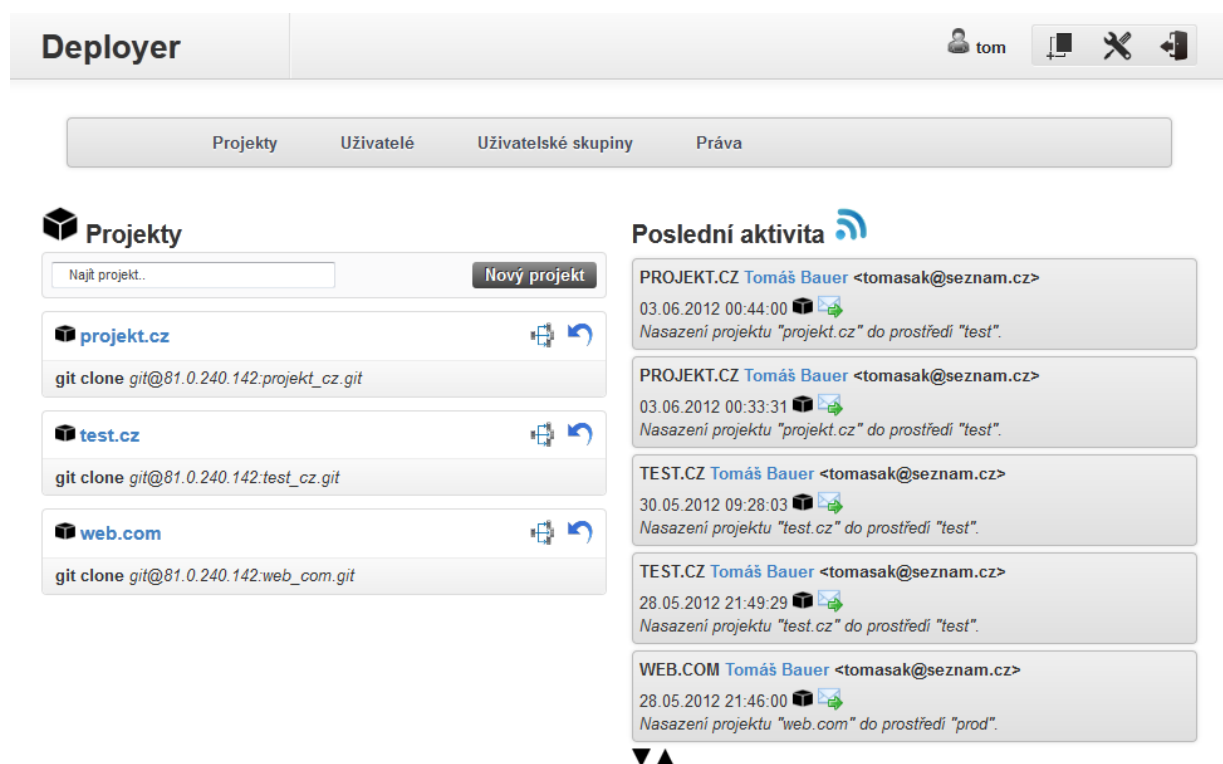 Deployer
tom
Projekty Uživatelé Uživatelské skupiny Práva
Projekty
Najít projekt..
Nový projekt
projekt.cz
git clone git@81.0.240.142:projekt_cz.git
test.cz
git clone git@81.0.240.142:test_cz.git
web.com
git clone git@81.0.240.142:web_com.git
Poslední aktivita
PROJEKT.CZ Tomáš Bauer <tomasak@seznam.cz>
03.06.2012 00:44:00
Nasazení projektu "projekt.cz" do prostředí "test".
PROJEKT.CZ Tomáš Bauer <tomasak@seznam.cz>
03.06.2012 00:33:31
Nasazení projektu "projekt.cz" do prostředí "test".
TEST.CZ Tomáš Bauer <tomasak@seznam.cz>
30.05.2012 09:28:03
Nasazení projektu "test.cz" do prostředí "test".
TEST.CZ Tomáš Bauer <tomasak@seznam.cz>
28.05.2012 21:49:29
Nasazení projektu "test.cz" do prostředí "test".
WEB.COM Tomáš Bauer <tomasak@seznam.cz>
28.05.2012 21:46:00
Nasazení projektu "web.com" do prostředí "prod".